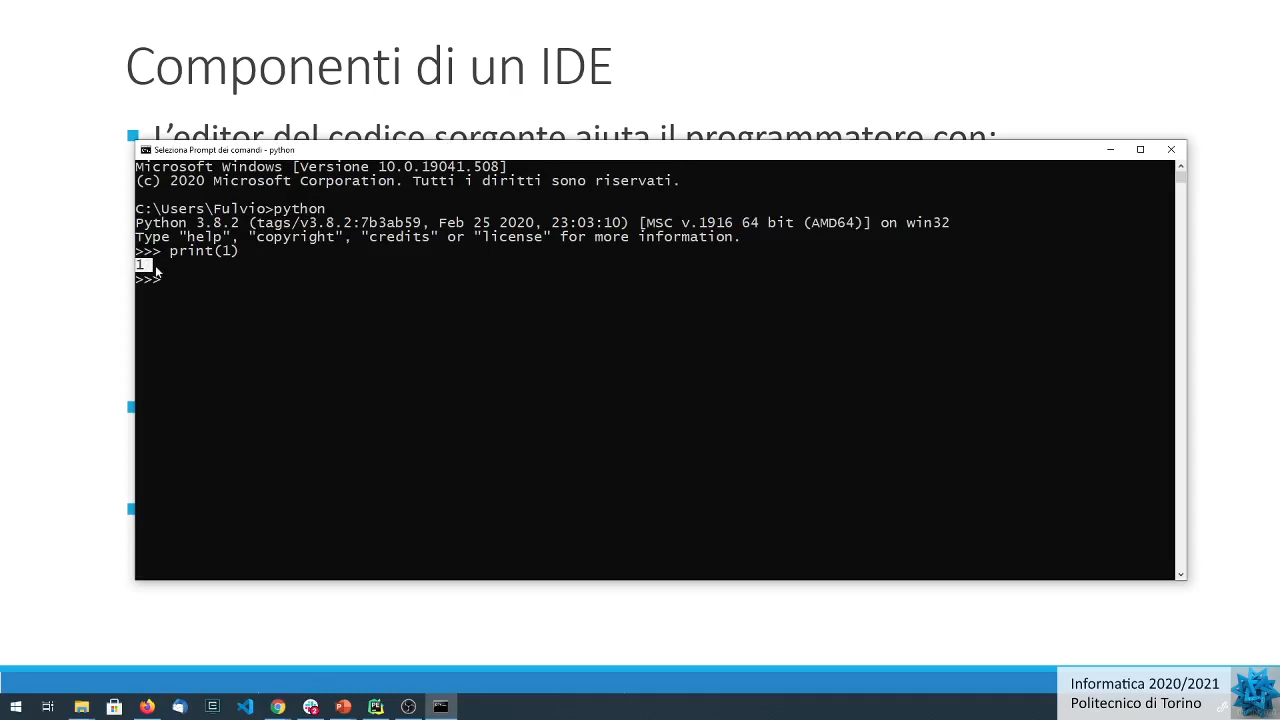 Componenti di un IDE
L'editor del codice sorgente aiuta il programmatore con:
Seleziona Prompt dei comandi - python
Microsoft Windows [Versione 10.0.19041.508]
(c) 2020 Microsoft Corporation. Tutti i diritti sono riservati.
C:\Users\Fulvio>python
Python 3.8.2 (tags/v3.8.2:7b3ab59, Feb 25 2020, 23:03:10) [MSC v.1916 64 bit (AMD64)] on win32
Type "help", "copyright", "credits" or "license" for more information.
>>> print(1)
1
>>>
Informatica 2020/2021
Politecnico di Torino